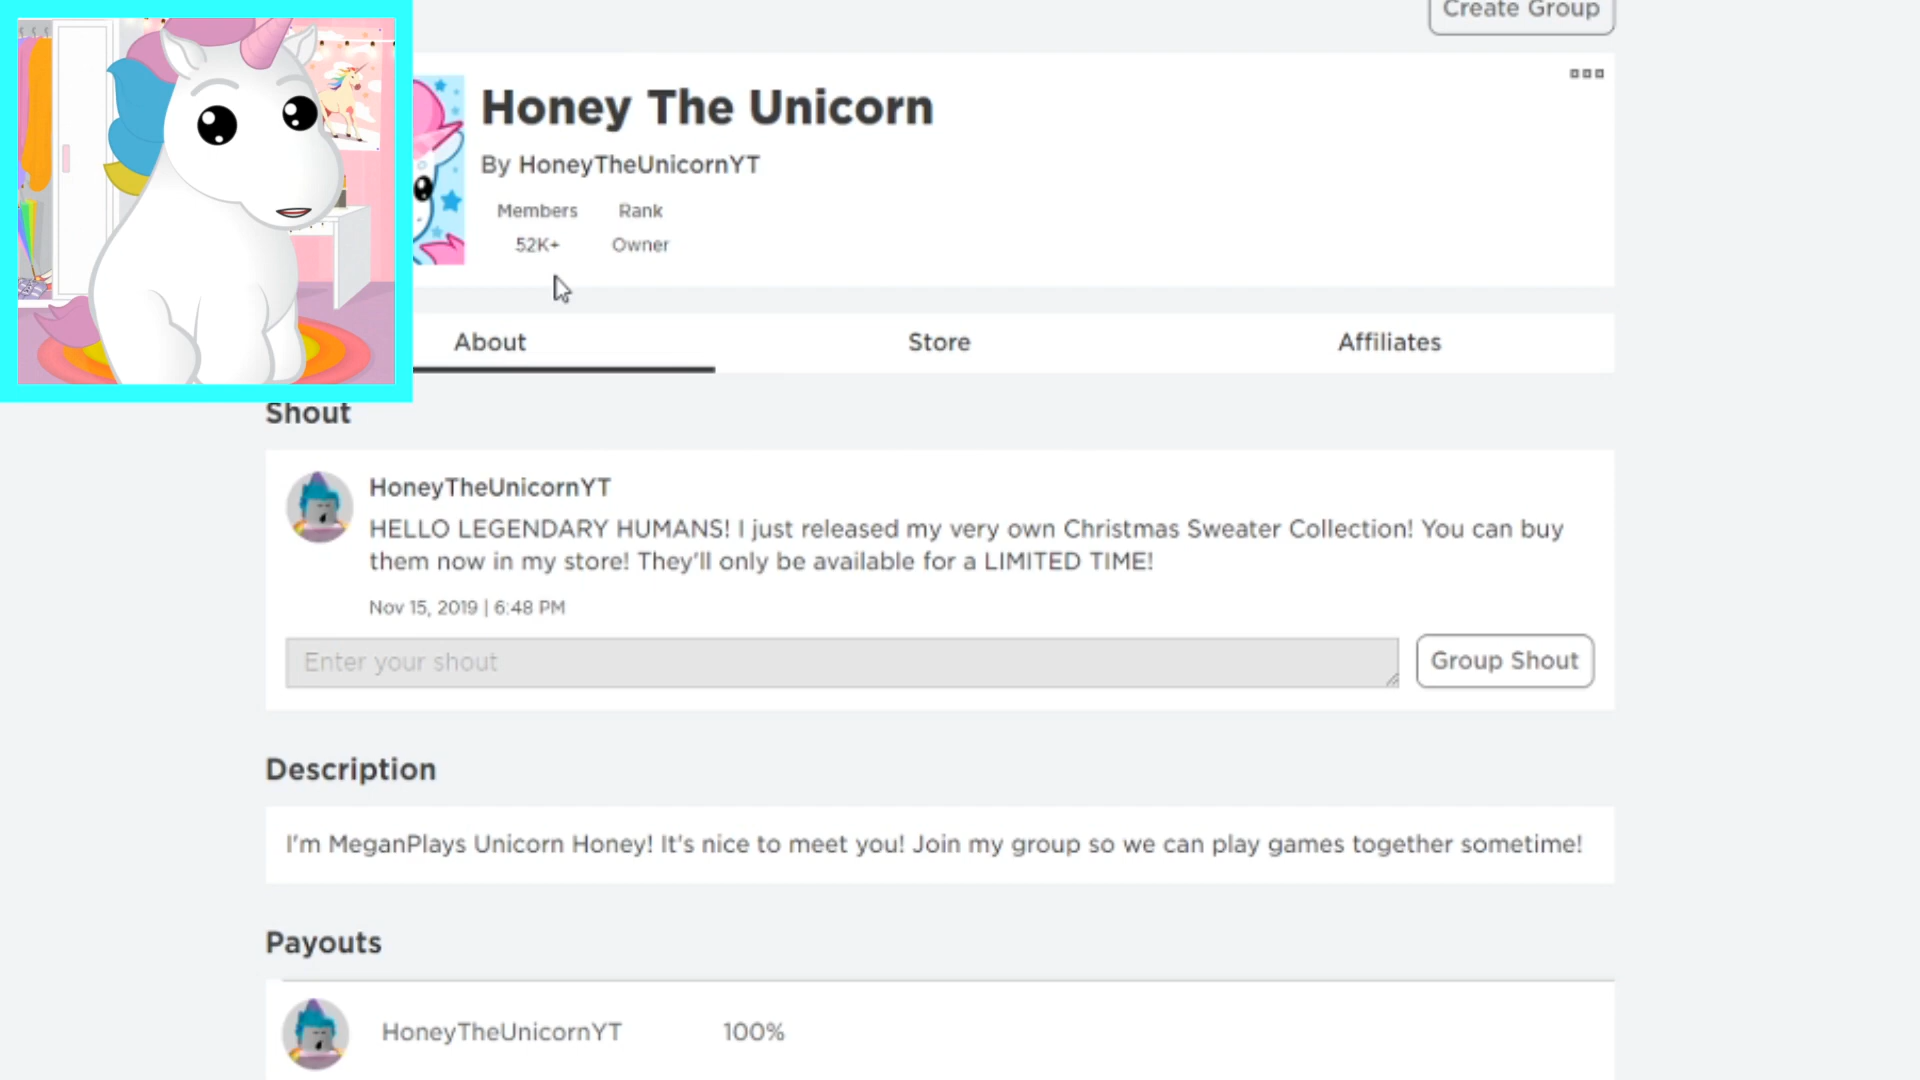 Create Group
Honey The Unicorn
By HoneyTheUnicornYT
Members Rank
52K+ Owner
About Store Affiliates
Shout
HoneyTheUnicornYT
HELLO LEGENDARY HUMANS! I just released my very own Christmas Sweater Collection! You can buy
them now in my store! They'll only be available for a LIMITED TIME!
Nov 15, 2019 | 6:48 PM
Enter your shout
Group Shout
Description
I'm MeganPlays Unicorn Honey! It's nice to meet you! Join my group so we can play games together sometime!
Payouts
HoneyTheUnicornYT 100%